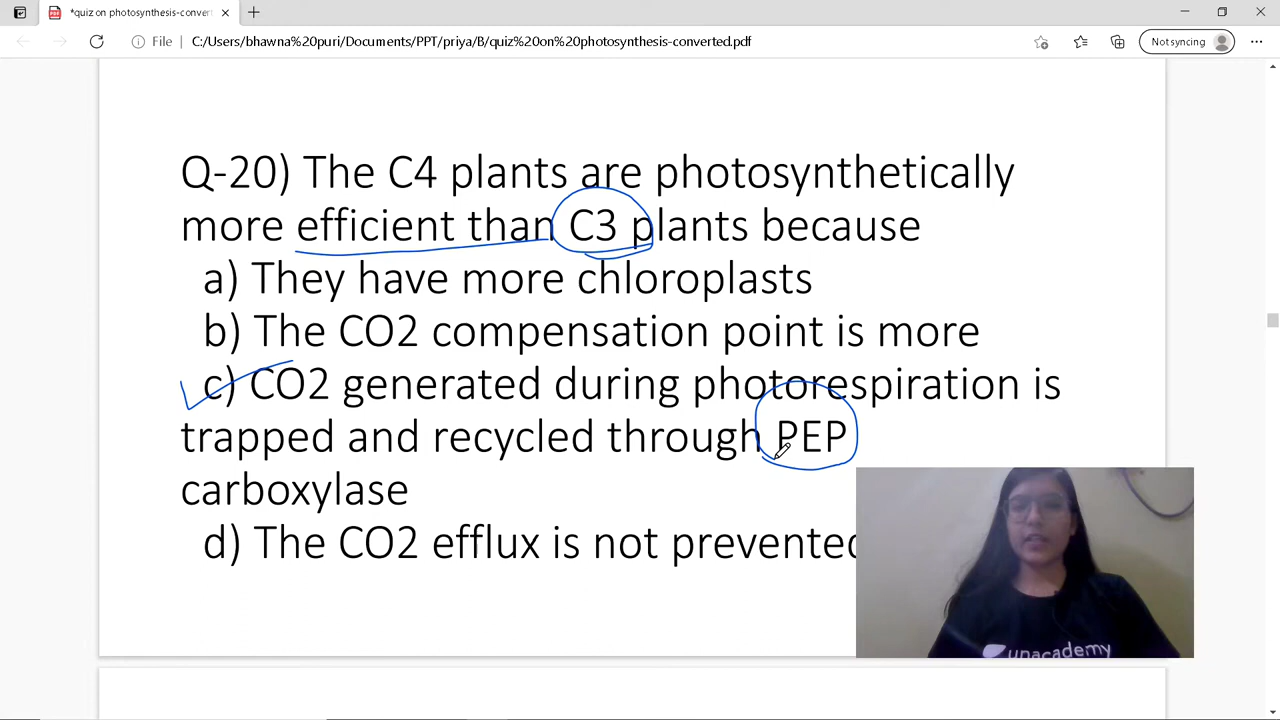 *quiz on photosynthesis-convert
File
C:/Users/bhawna puri/Documents/PPT/priya/B/quiz%20on%20photosynthesis-converted.pdf
Not syncing
Q-20) The C4 plants are photosynthetically
more efficient than C3 plants because
a) They have more chloroplasts
b) The CO2 compensation point is more
c) CO2 generated during photorespiration is
trapped and recycled through PEP
carboxylase
d) The CO2 efflux is not prevented
unacademy